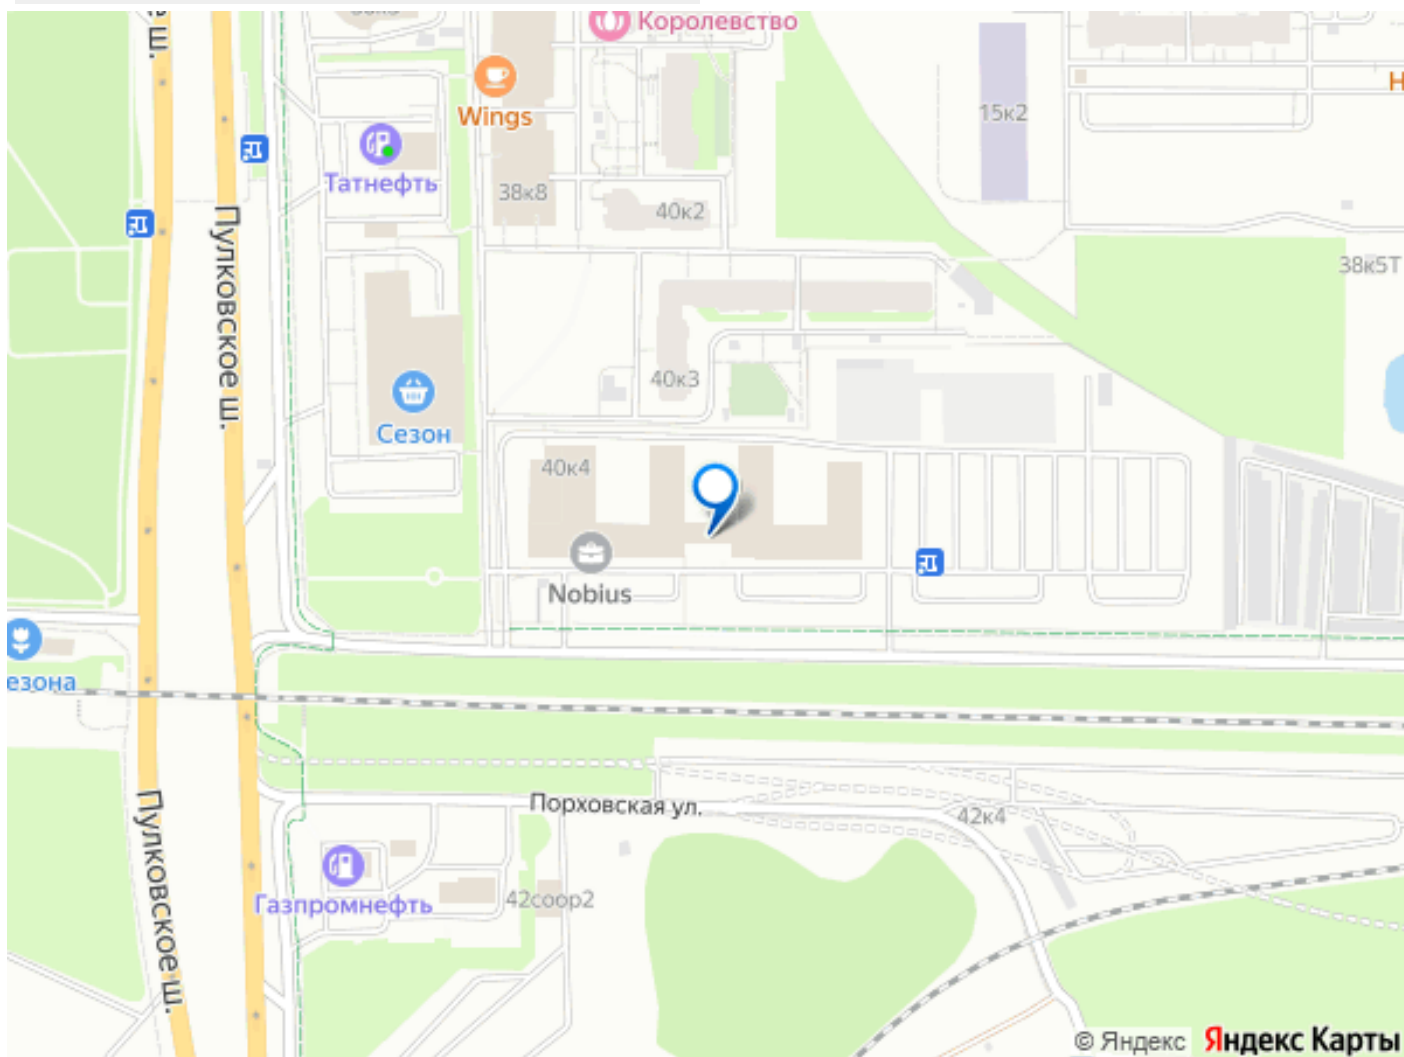 Королевство
ш.
Wings
15к2
Н
Татнефть
38к8
40к2
Пулковское ш.
38к5Т
40к3
Сезон
40к4
Nobius
езона
Порховская ул.
42к4
Пулковское ш.
Газпромнефть
42соор2
© Яндекс Яндекс Карты